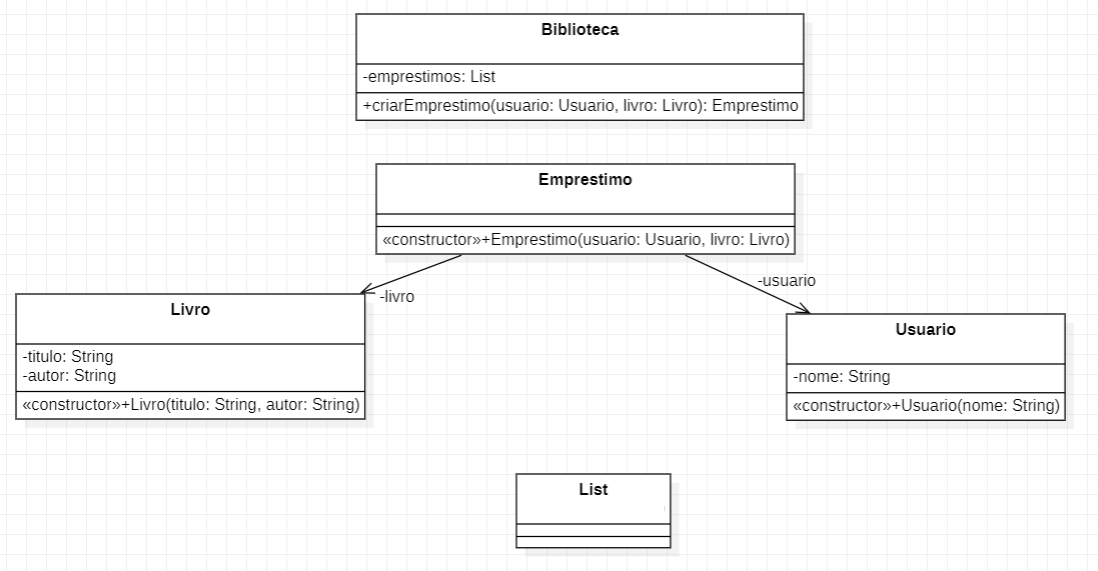 Biblioteca
-emprestimos: List
+criarEmprestimo(usuario: Usuario, livro: Livro): Emprestimo
Emprestimo
«constructor»+Emprestimo(usuario: Usuario, livro: Livro)
-livro
-usuario
Livro
-titulo: String
-autor: String
«constructor»+Livro(titulo: String, autor: String)
Usuario
-nome: String
«constructor»+Usuario(nome: String)
List